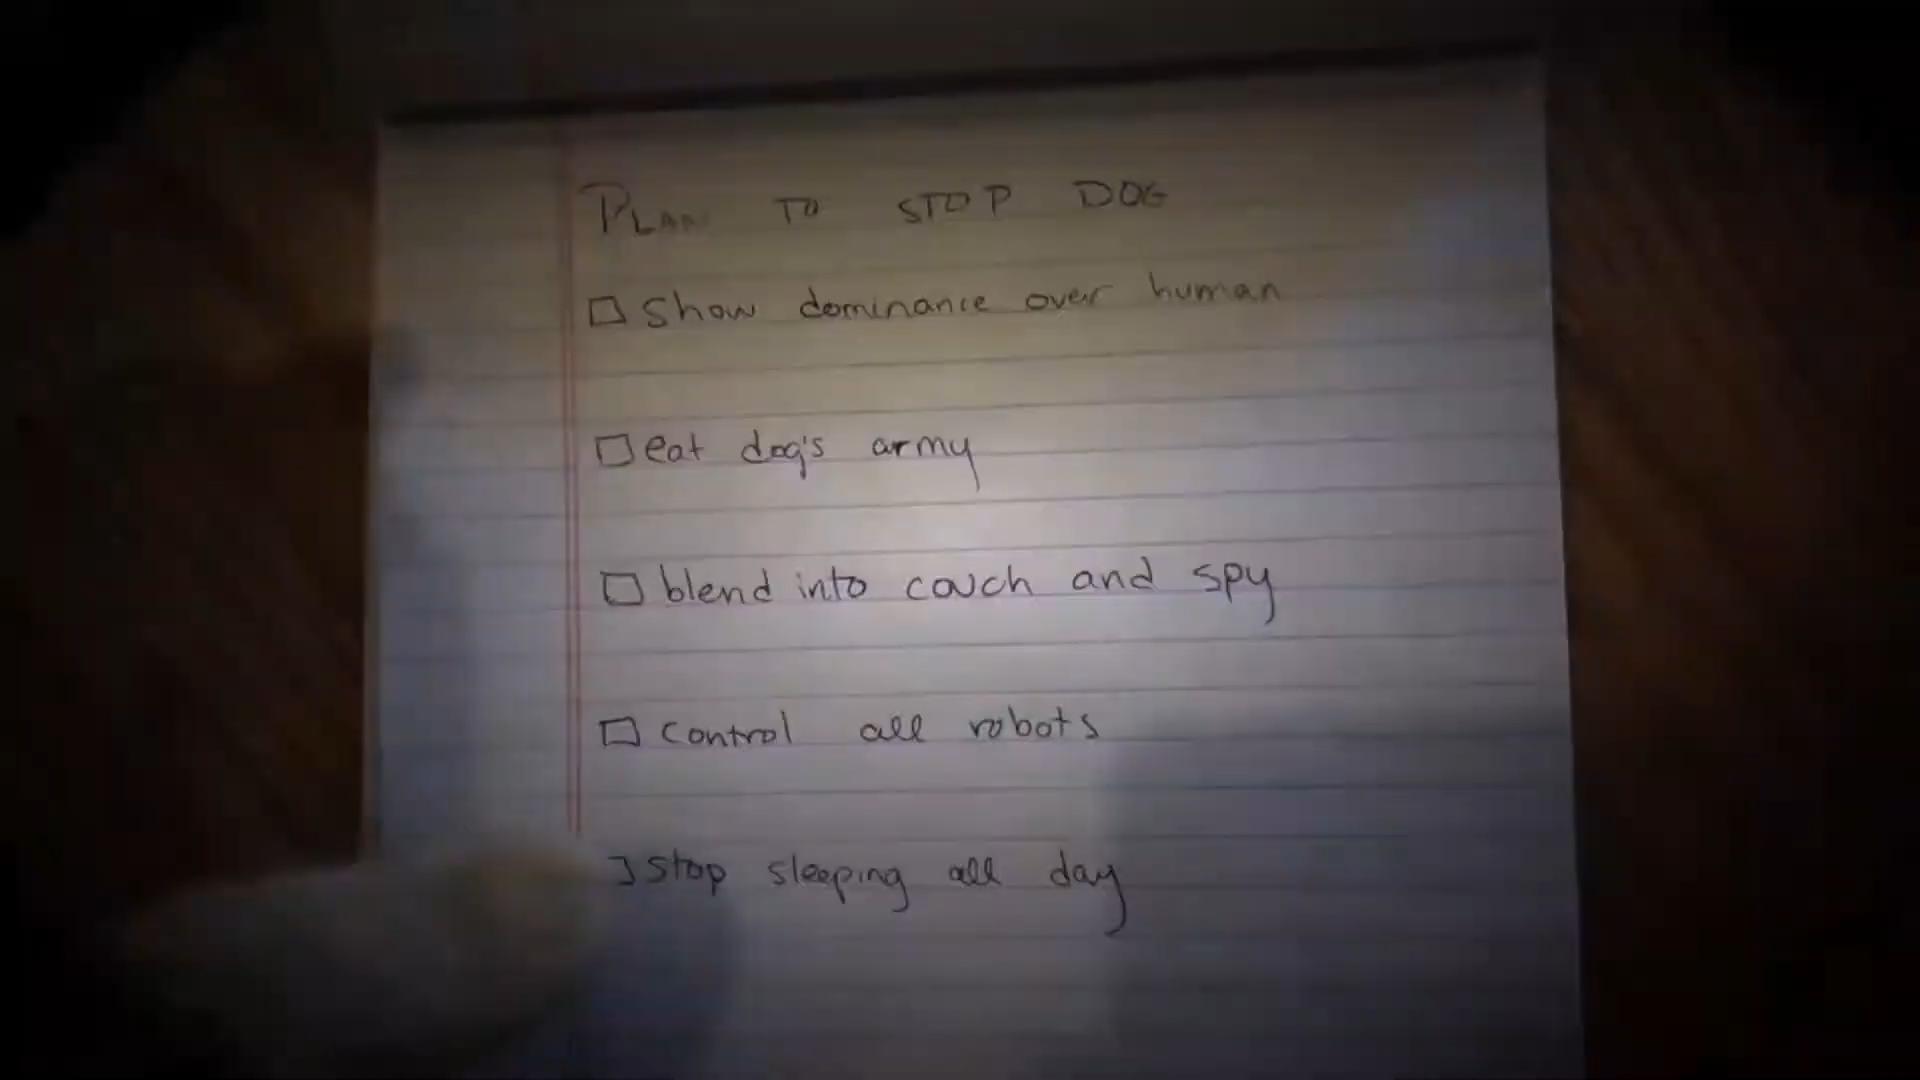 PLAN TO STOP DOG
Show dominance over human
eat dog's army
blend into couch and spy
control all robots
stop sleeping all day